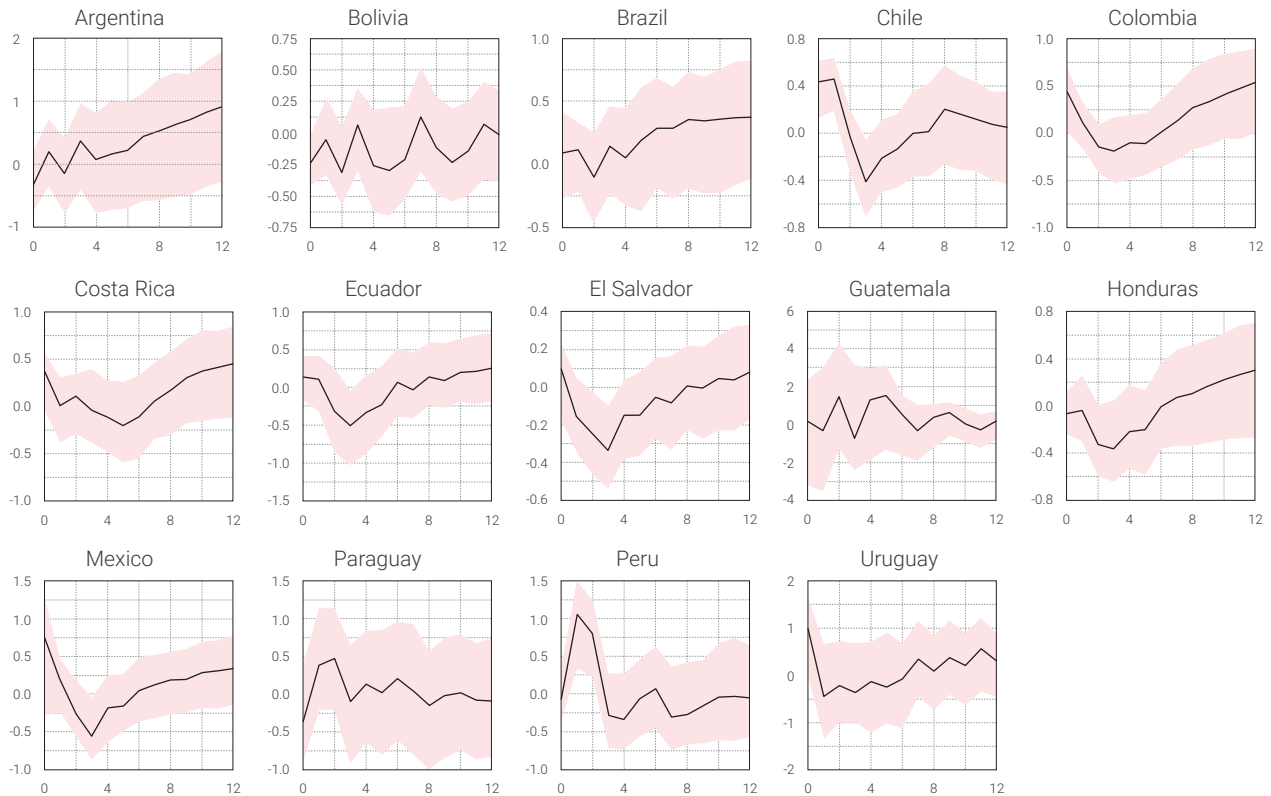 Argentina Bolivia Brazil Chile Colombia
2 0.75 1.0 0.8 1.0
0.50
1 0.25 0.5 0.4 0.5
0.00 0.0 0.0
0 -0.25 0.0 -0.4 -0.5
-0.50
-1 -0.75 -0.5 -0.8 -1.0
0 4 8 12 0 4 8 12 0 4 8 12 0 4 8 12 0 4 8 12
Costa Rica Ecuador El Salvador Guatemala Honduras
1.0 1.0 0.4 6 0.8
0.5 0.5 0.2 4 0.4
0.0 0.0 0.0 2 0.0
-0.5 -0.5 -0.2 0 -0.4
-1.0 -0.4 -2
-1.0 -1.5 -0.6 -4 -0.8
0 4 8 12 0 4 8 12 0 4 8 12 0 4 8 12 0 4 8 12
Mexico Paraguay Peru Uruguay
1.5 1.5 1.5 2
1.0 1.0 1.0 1
0.5 0.5 0.5 0
0.0 0.0 0.0
-0.5 -0.5 -0.5 -1
-1.0 -1.0 -1.0 -2
0 4 8 12 0 4 8 12 0 4 8 12 0 4 8 12